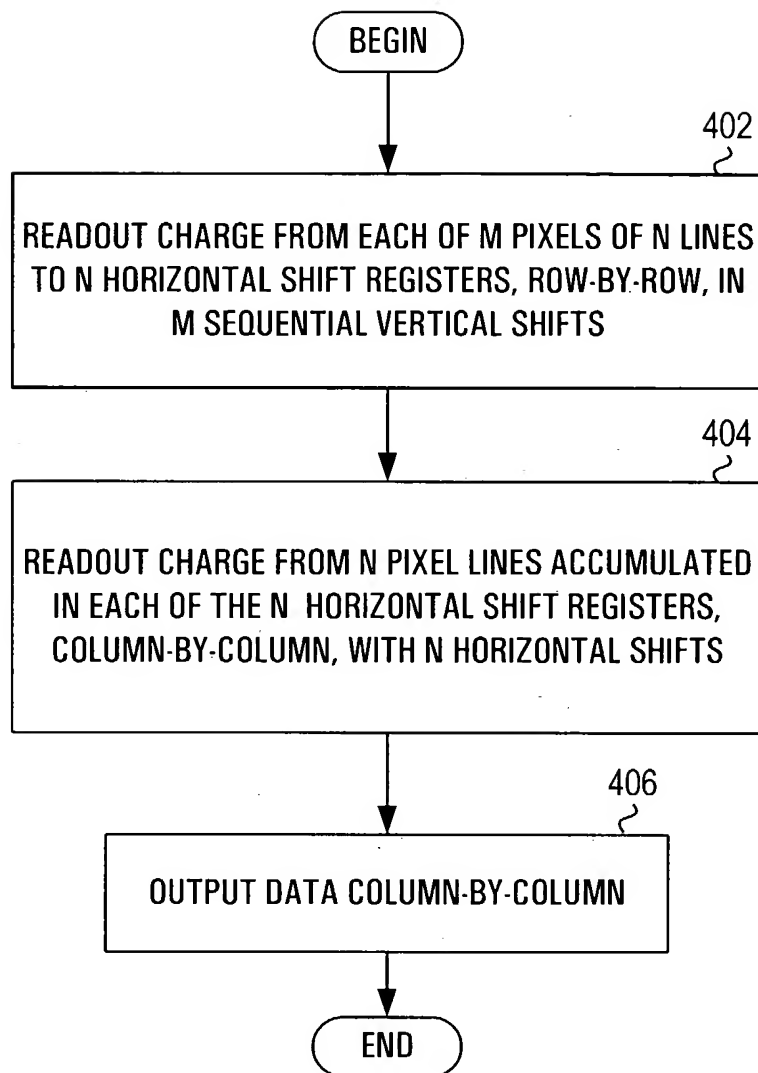 BEGIN
402
READOUT CHARGE FROM EACH OF M PIXELS OF N LINES
TO N HORIZONTAL SHIFT REGISTERS, ROW-BY-ROW, IN
M SEQUENTIAL VERTICAL SHIFTS
404
READOUT CHARGE FROM N PIXEL LINES ACCUMULATED
IN EACH OF THE N HORIZONTAL SHIFT REGISTERS,
COLUMN-BY-COLUMN, WITH N HORIZONTAL SHIFTS
406
OUTPUT DATA COLUMN-BY-COLUMN
END